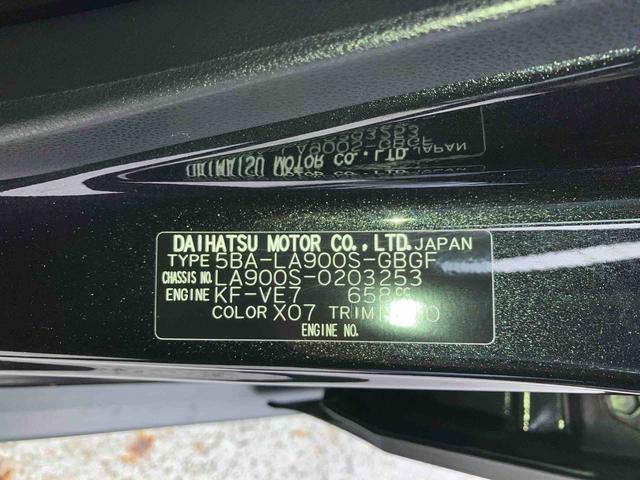 DAIHATSU MOTOR CO., LTD. JAPAN
TYPE 5BA-LA900S-GBGF
CHASSIS NO. LA900S-0203253
ENGINE KF-VE7 658cc
COLOR X07 TRIM
ENGINE NO.